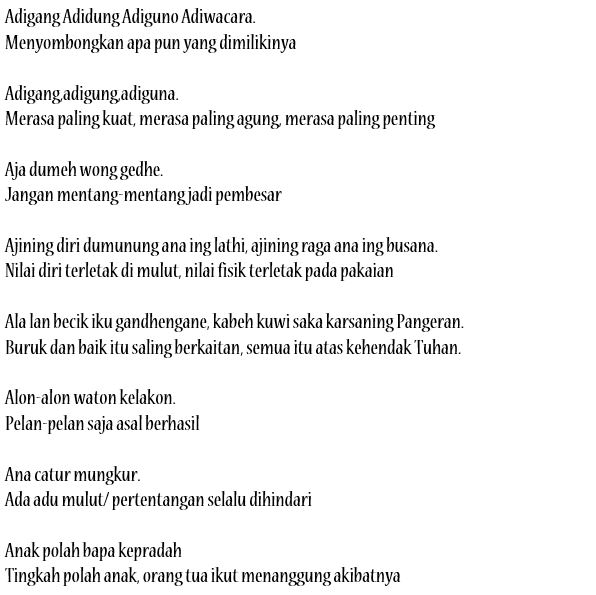 Adigang Adidung Adiguno Adiwacara.
Menyombongkan apa pun yang dimilikinya
Adigang,adigung,adiguna.
Merasa paling kuat, merasa paling agung, merasa paling penting
Aja dumeh wong gedhe.
Jangan mentang-mentang jadi pembesar
Ajining diri dumunung ana ing lathi, ajining raga ana ing busana.
Nilai diri terletak di mulut, nilai fisik terletak pada pakaian
Ala lan becik iku gandhengane, kabeh kuwi saka karsaning Pangeran.
Buruk dan baik itu saling berkaitan, semua itu atas kehendak Tuhan.
Alon-alon waton kelakon.
Pelan-pelan saja asal berhasil
Ana catur mungkur.
Ada adu mulut/ pertentangan selalu dihindari
Anak polah bapa kepradah
Tingkah polah anak, orang tua ikut menanggung akibatnya